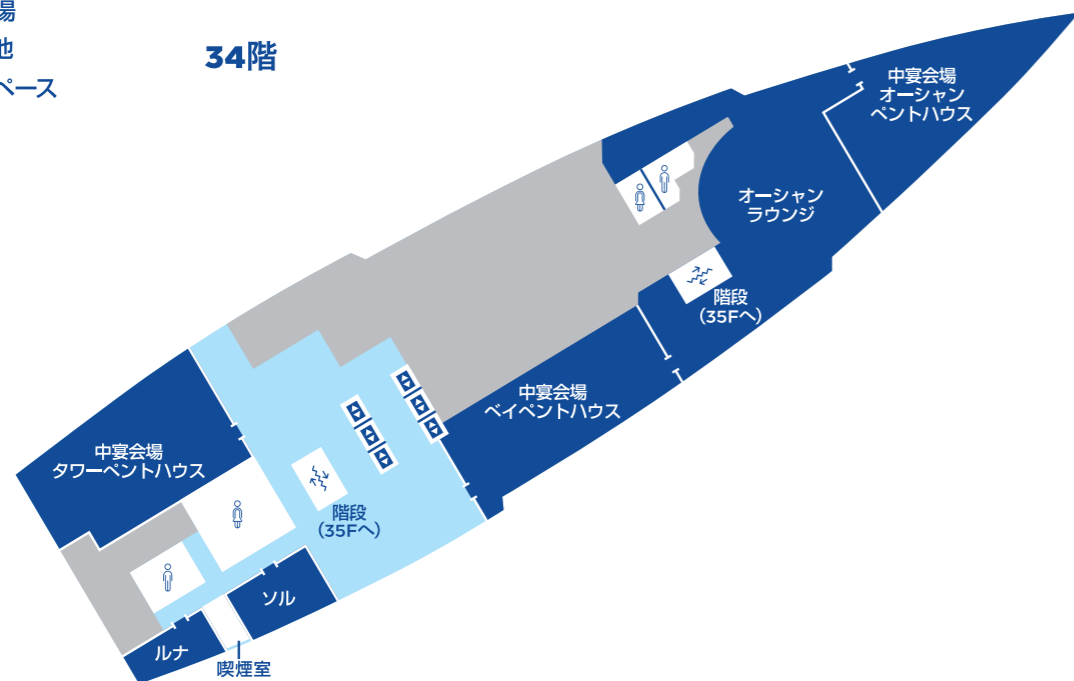 場
他
ペース
34階
中宴会場
オーシャン
ペントハウス
オーシャン
ラウンジ
階段
(35Fへ)
中宴会場
ベイペントハウス
中宴会場
タワーペントハウス
階段
(35Fへ)
ソル
ルナ
喫煙室